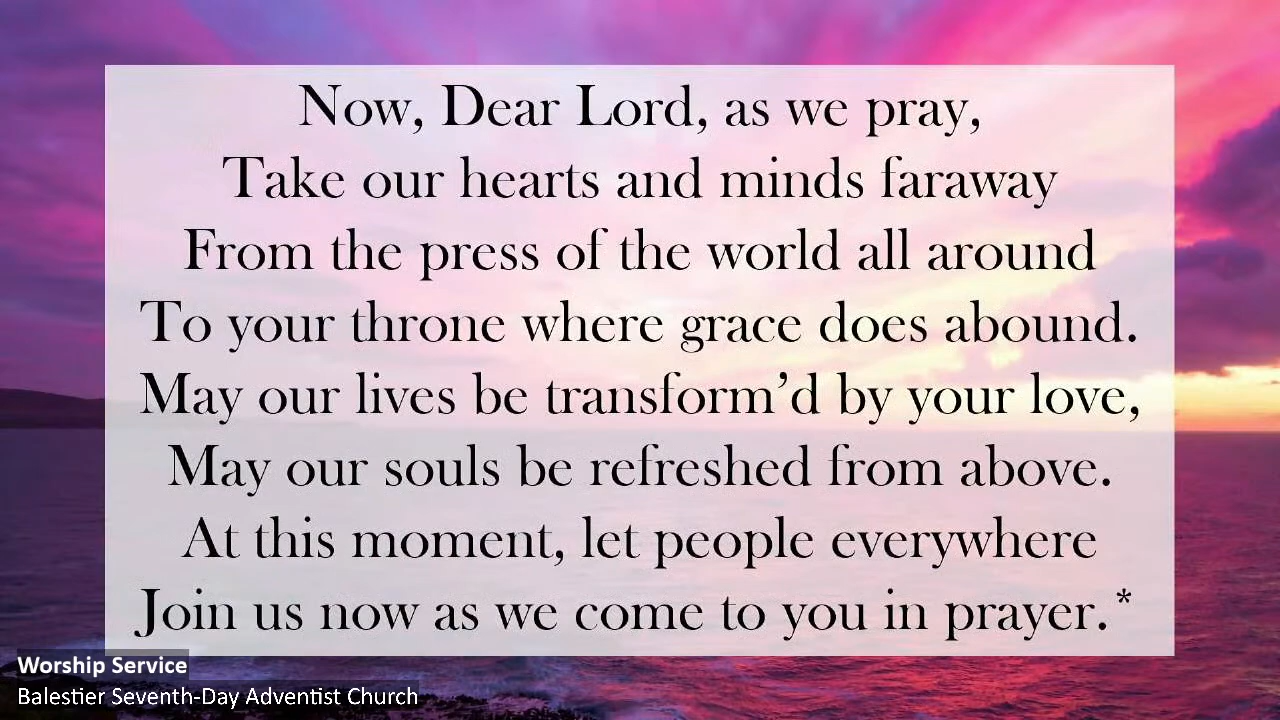 Now, Dear Lord, as we pray,
Take our hearts and minds faraway
From the press of the world all around
To your throne where grace does abound.
May our lives be transform’d by your love,
May our souls be refreshed from above.
At this moment, let people everywhere
Join us now as we come to you in prayer.*
Worship Service
Balestier Seventh-Day Adventist Church